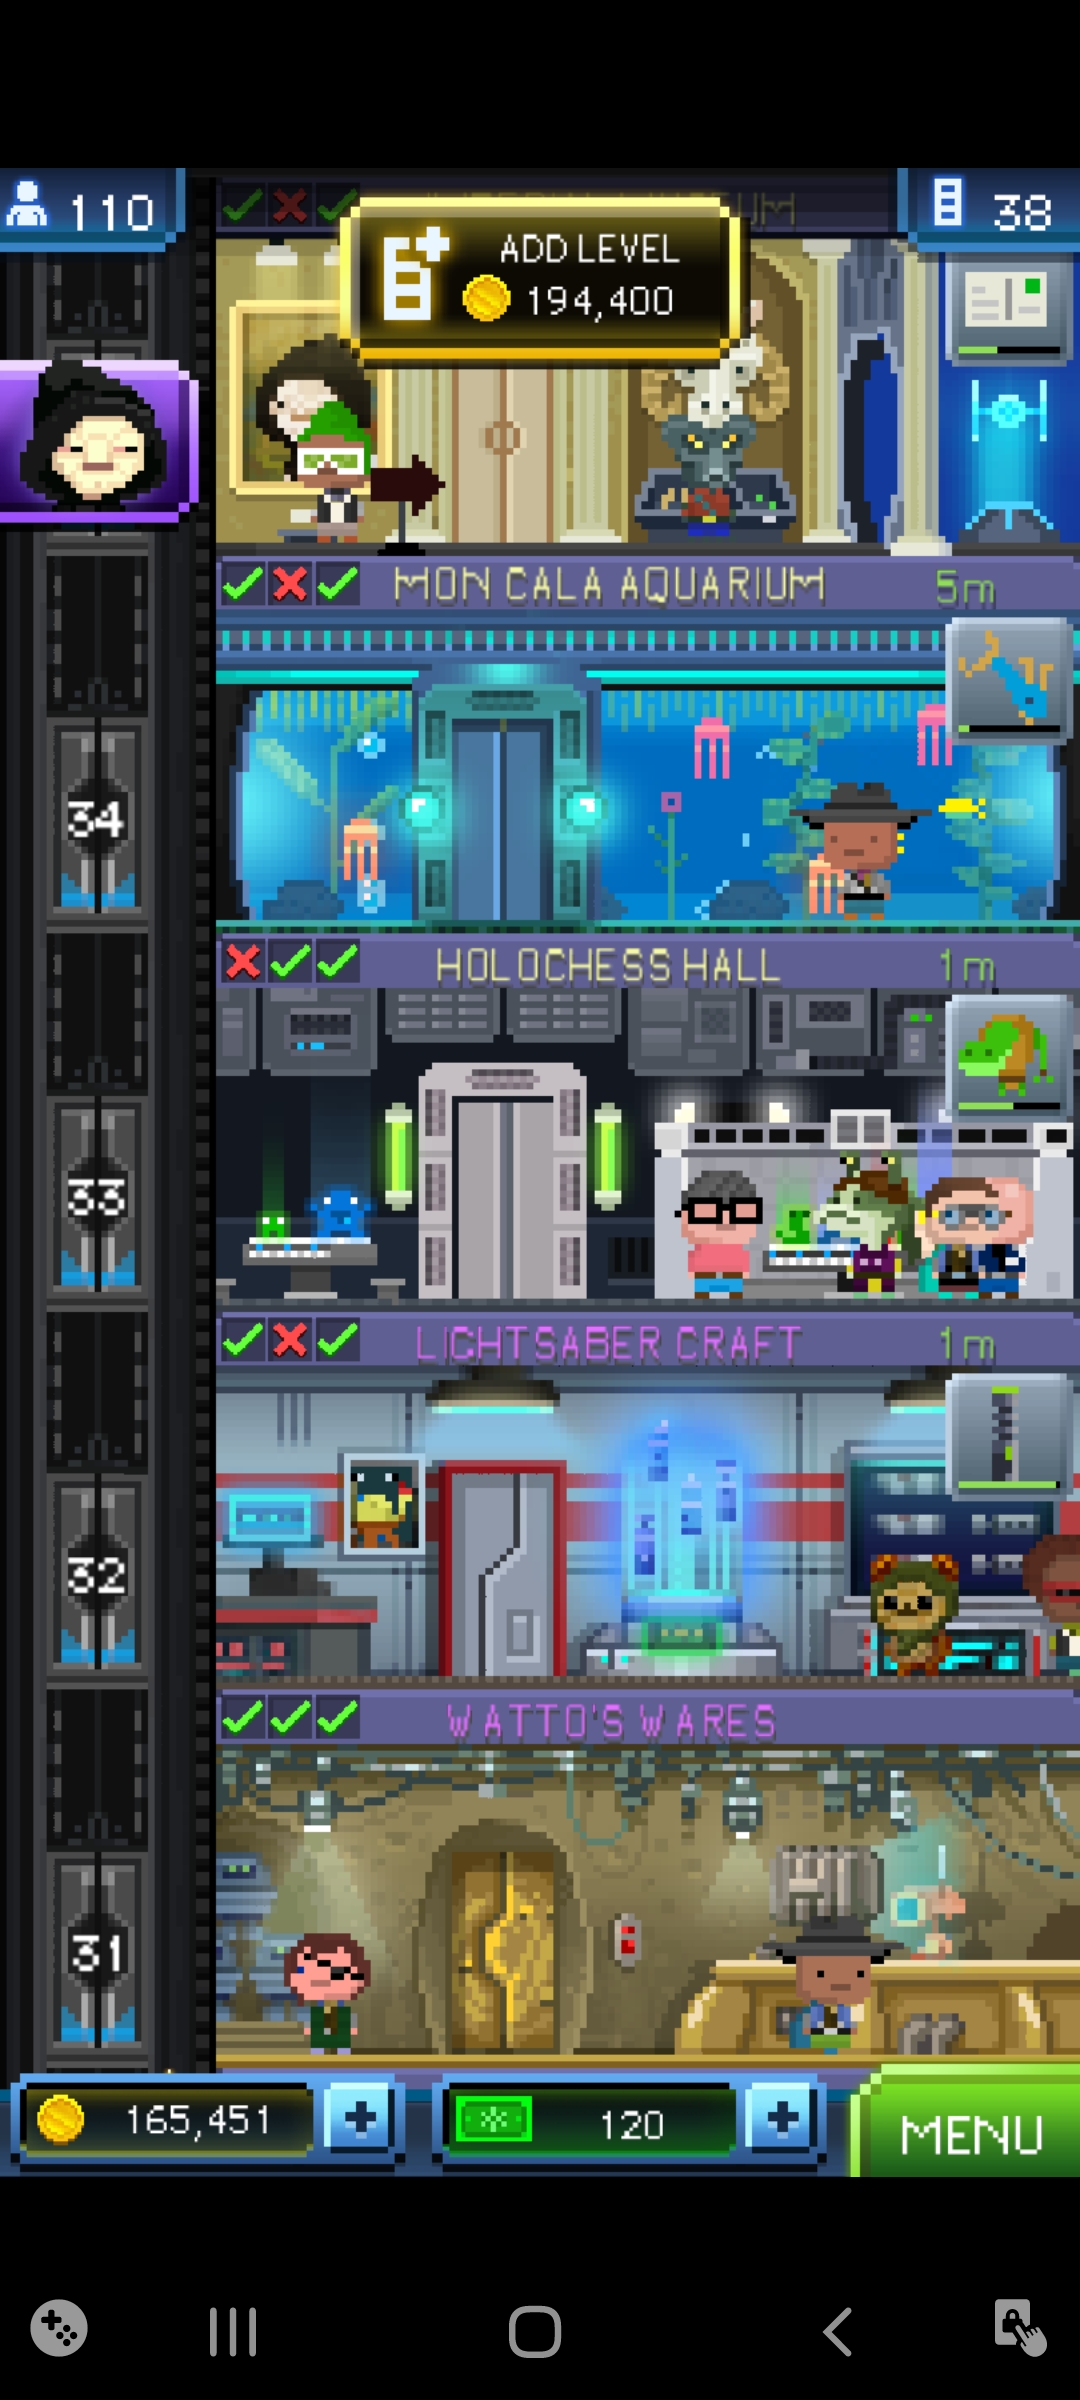 110
38
ADD LEVEL
194,400
MON CALA AQUARIUM 5m
34
HOLOCHESS HALL 1m
33
LIGHTSABER CRAFT 1m
32
WATTO'S WARES
31
165,451
120
MENU